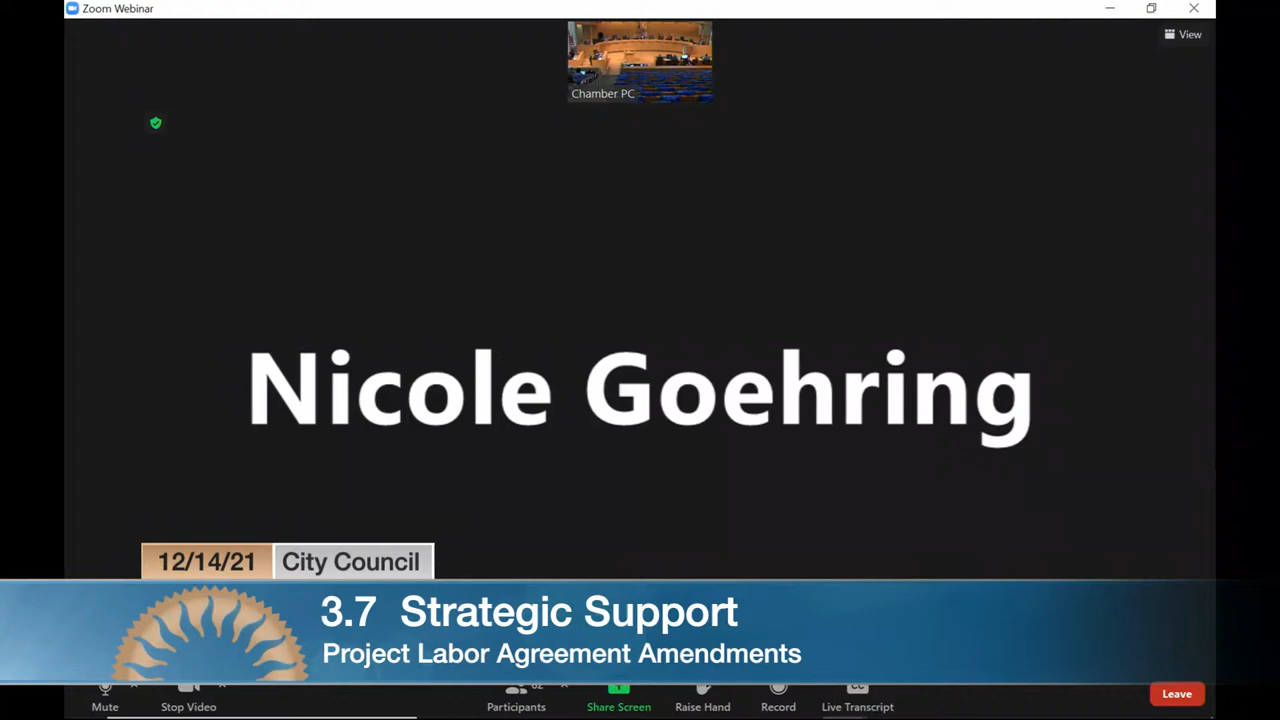 Zoom Webinar
View
Chamber PC
Nicole Goehring
12/14/21 City Council
3.7 Strategic Support
Project Labor Agreement Amendments
Mute
Stop Video
Participants
Share Screen
Raise Hand
Record
Live Transcript
Leave